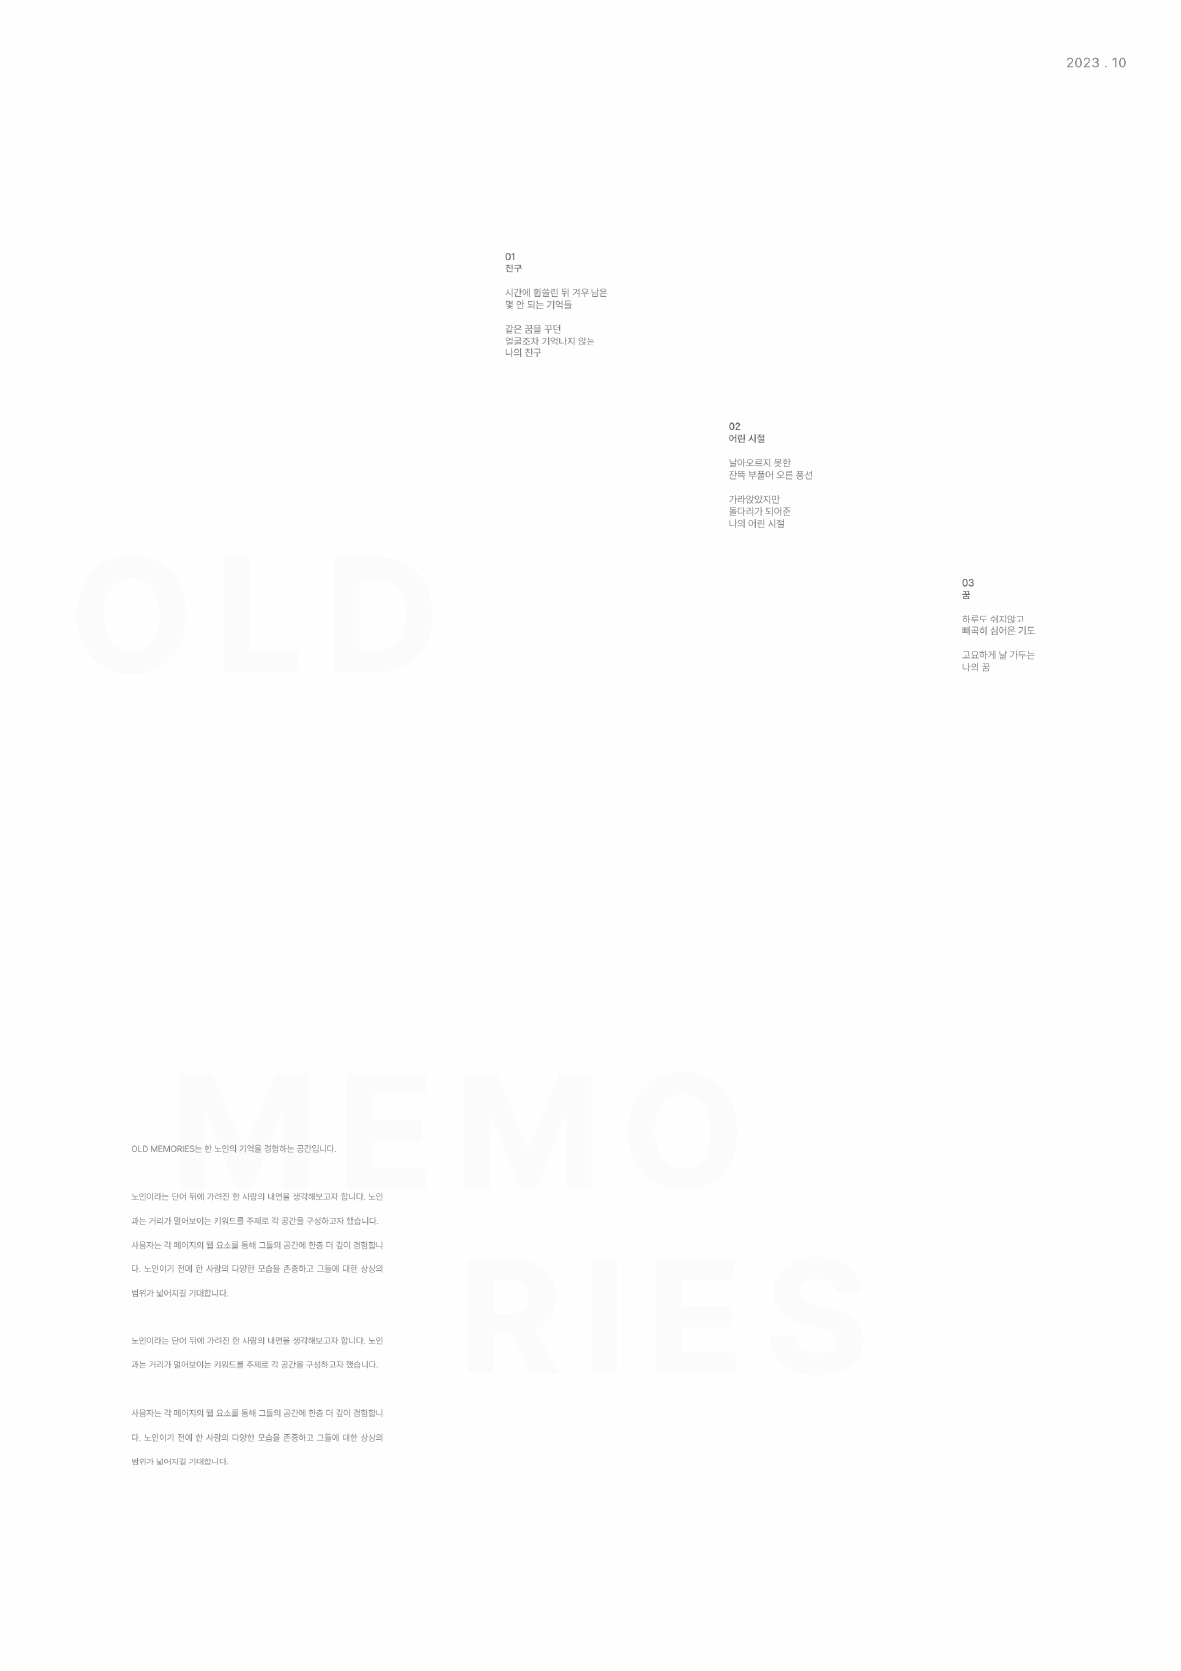 2023 . 10
01
친구
시간에 휩쓸린 뒤 겨우 남은
몇 안 되는 기억들
같은 꿈을 꾸던
얼굴조차 기억나지 않는
나의 친구
02
어린 시절
날아오르지 못한
잔뜩 부풀어 오른 풍선
가라앉았지만
돌다리가 되어준
나의 어린 시절
OLD
03
꿈
하루도 쉬지않고
빼곡히 심어온 기도
고요하게 날 가두는
나의 꿈
MEMO
RIES
OLD MEMORIES는 한 노인의 기억을 경험하는 공간입니다.
노인이라는 단어 뒤에 가려진 한 사람의 내면을 생각해보고자 합니다. 노인
과는 거리가 멀어보이는 키워드를 주제로 각 공간을 구성하고자 했습니다.
사용자는 각 페이지의 웹 요소를 통해 그들의 공간에 한층 더 깊이 경험합니
다. 노인이기 전에 한 사람의 다양한 모습을 존중하고 그들에 대한 상상의
범위가 넓어지길 기대합니다.
노인이라는 단어 뒤에 가려진 한 사람의 내면을 생각해보고자 합니다. 노인
과는 거리가 멀어보이는 키워드를 주제로 각 공간을 구성하고자 했습니다.
사용자는 각 페이지의 웹 요소를 통해 그들의 공간에 한층 더 깊이 경험합니
다. 노인이기 전에 한 사람의 다양한 모습을 존중하고 그들에 대한 상상의
범위가 넓어지길 기대합니다.